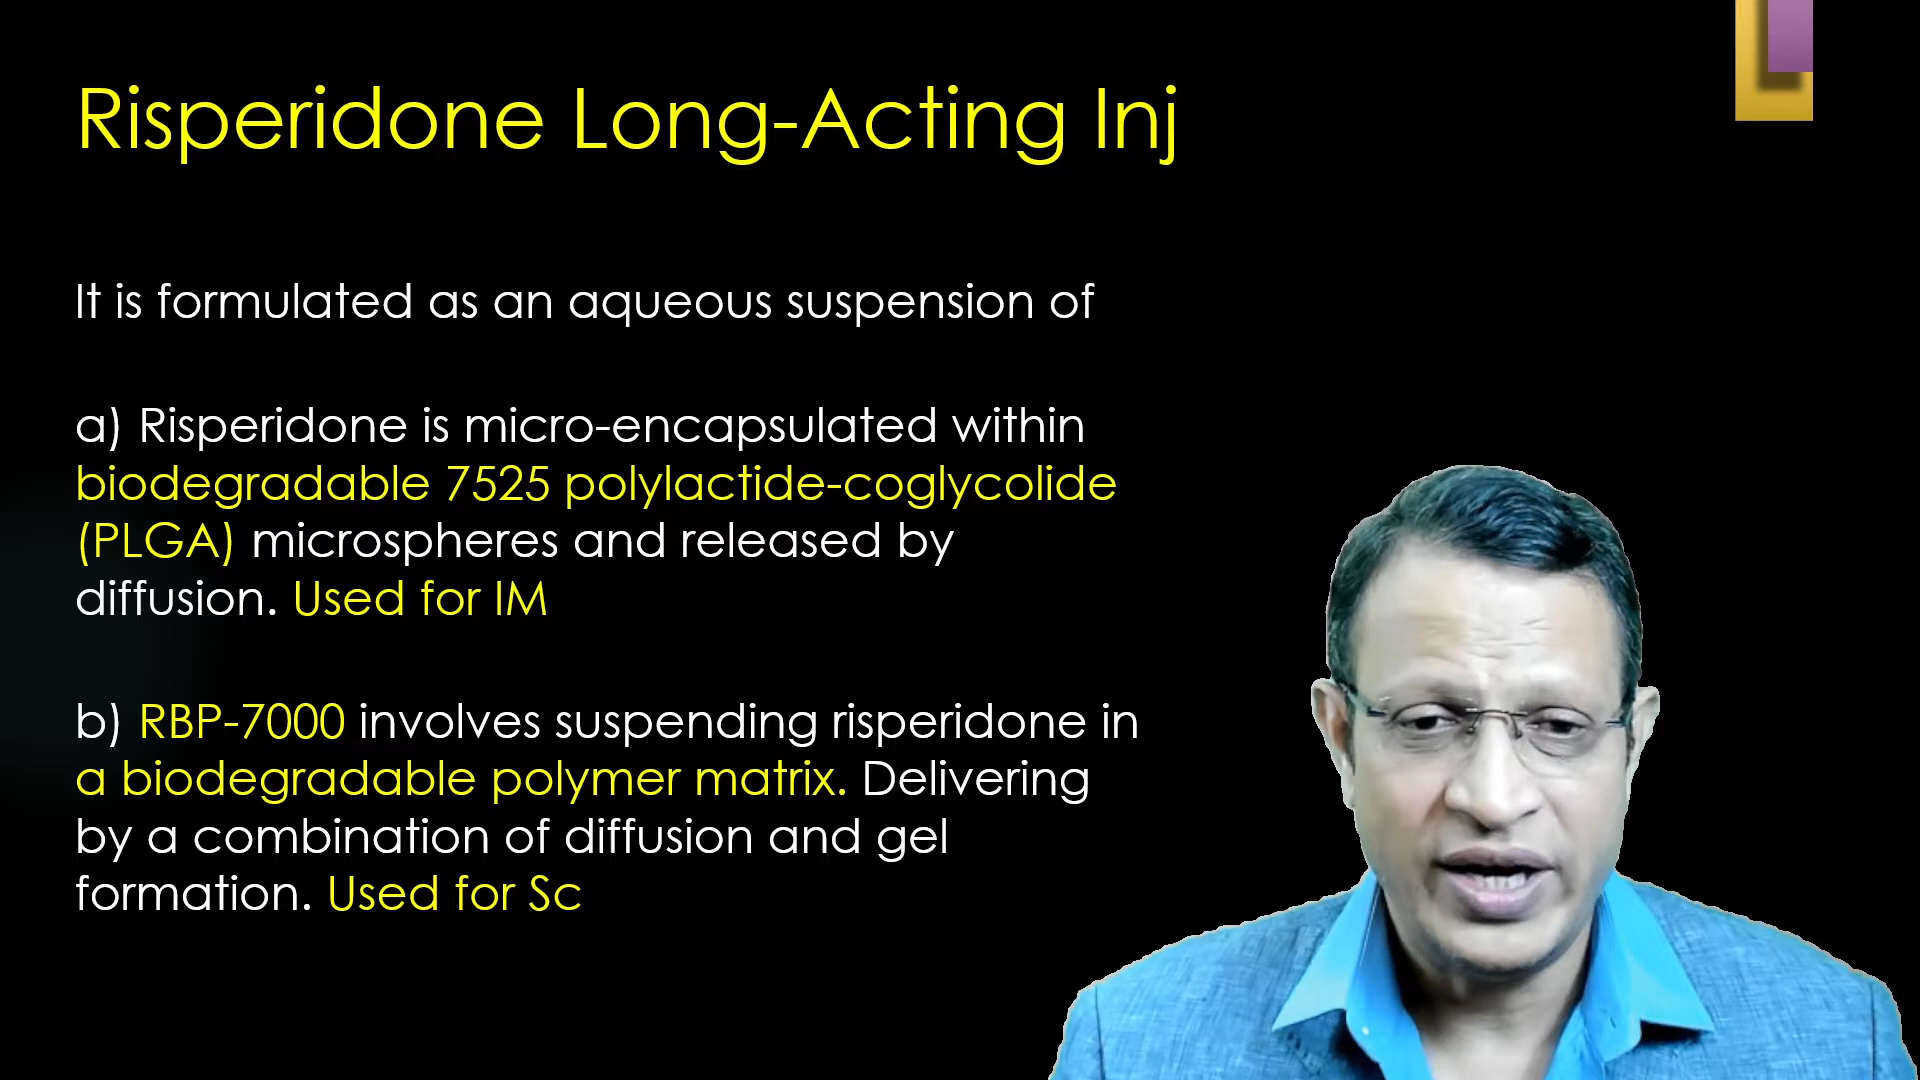 Risperidone Long-Acting Inj
It is formulated as an aqueous suspension of
a) Risperidone is micro-encapsulated within
biodegradable 7525 polylactide-coglycolide
(PLGA) microspheres and released by
diffusion. Used for IM
b) RBP-7000 involves suspending risperidone in
a biodegradable polymer matrix. Delivering
by a combination of diffusion and gel
formation. Used for Sc